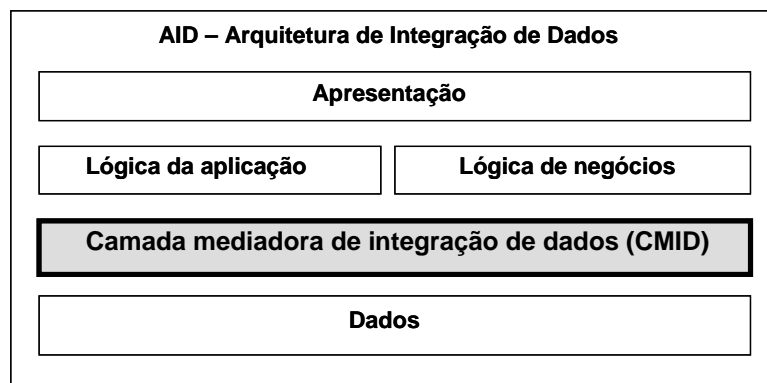 AID – Arquitetura de Integração de Dados
Apresentação
Lógica da aplicação
Lógica de negócios
Camada mediadora de integração de dados (CMID)
Dados